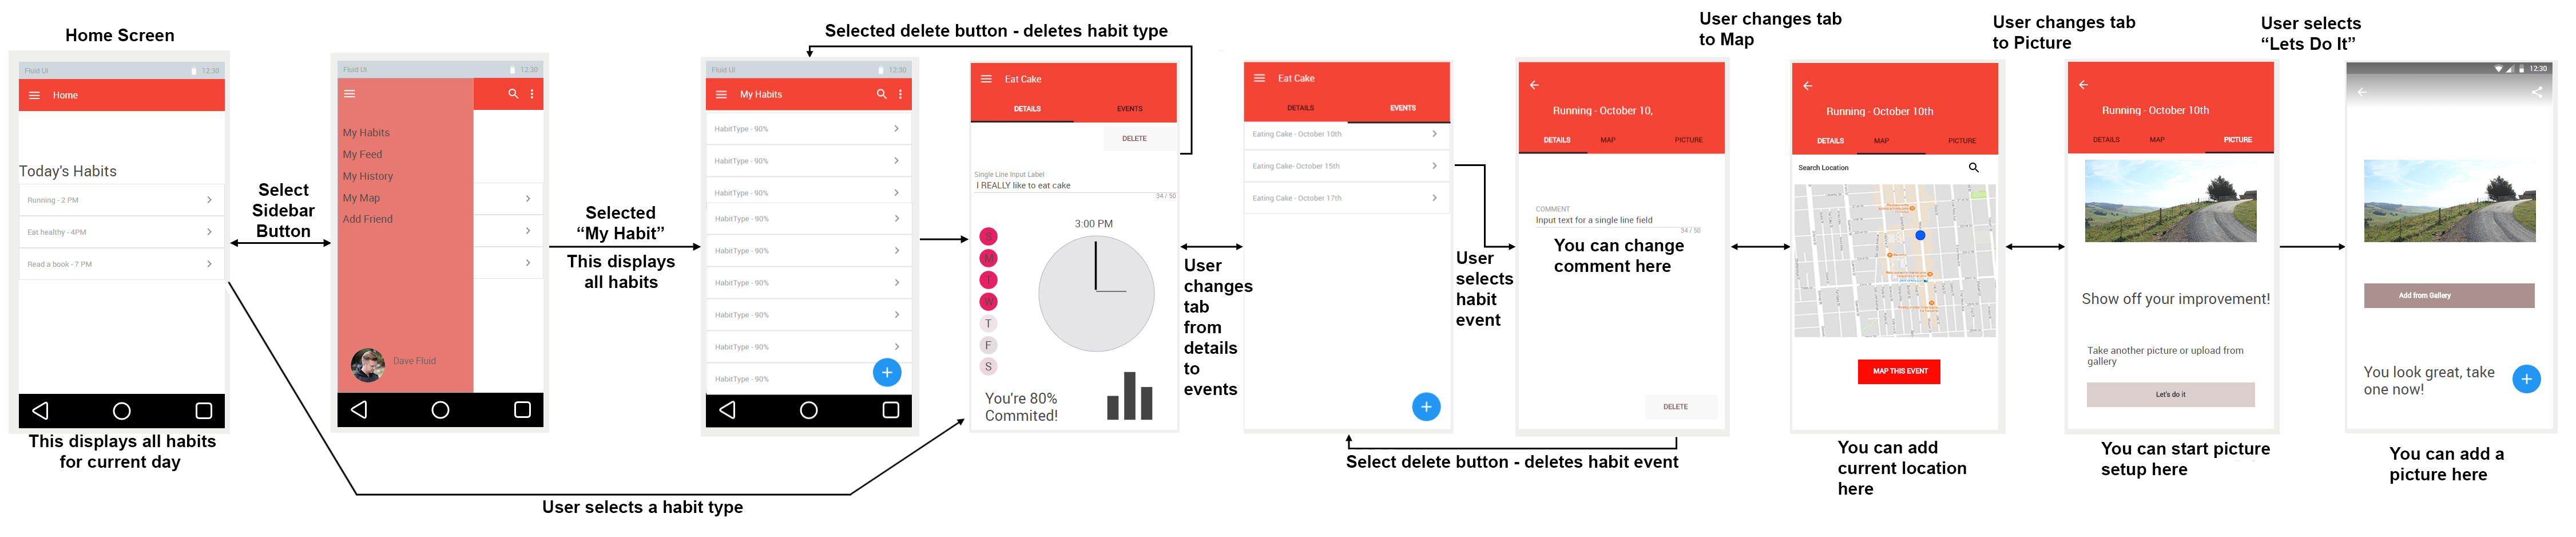 Home Screen
Fluid UI
12:30
Home
Today's Habits
Running - 2 PM
Eat healthy - 4PM
Read a book - 7 PM
This displays all habits
for current day
Select
Sidebar
Button
Fluid UI
12:30
My Habits
My Feed
My History
My Map
Add Friend
Dave Fluid
Selected
“My Habit”
This displays
all habits
User selects a habit type
Fluid UI
12:30
My Habits
HabitType - 90%
HabitType - 90%
HabitType - 90%
HabitType - 90%
HabitType - 90%
HabitType - 90%
HabitType - 90%
HabitType - 90%
HabitType - 90%
Selected delete button - deletes habit type
Eat Cake
DETAILS
EVENTS
DELETE
Single Line Input Label
I REALLY like to eat cake
34 / 50
3:00 PM
S
M
T
W
T
F
S
You're 80%
Commited!
User
changes
tab
from
details
to
events
Eat Cake
DETAILS
EVENTS
Eating Cake - October 10th
Eating Cake- October 15th
Eating Cake - October 17th
User
selects
habit
event
Select delete button - deletes habit event
Running - October 10,
DETAILS
MAP
PICTURE
COMMENT
Input text for a single line field
34 / 50
You can change
comment here
DELETE
User changes tab
to Map
Running - October 10th
DETAILS
MAP
PICTURE
Search Location
MAP THIS EVENT
You can add
current location
here
User changes tab
to Picture
Running - October 10th
DETAILS
MAP
PICTURE
Show off your improvement!
Take another picture or upload from
gallery
Let's do it
You can start picture
setup here
User selects
“Lets Do It”
12:30
Add from Gallery
You look great, take
one now!
You can add a
picture here